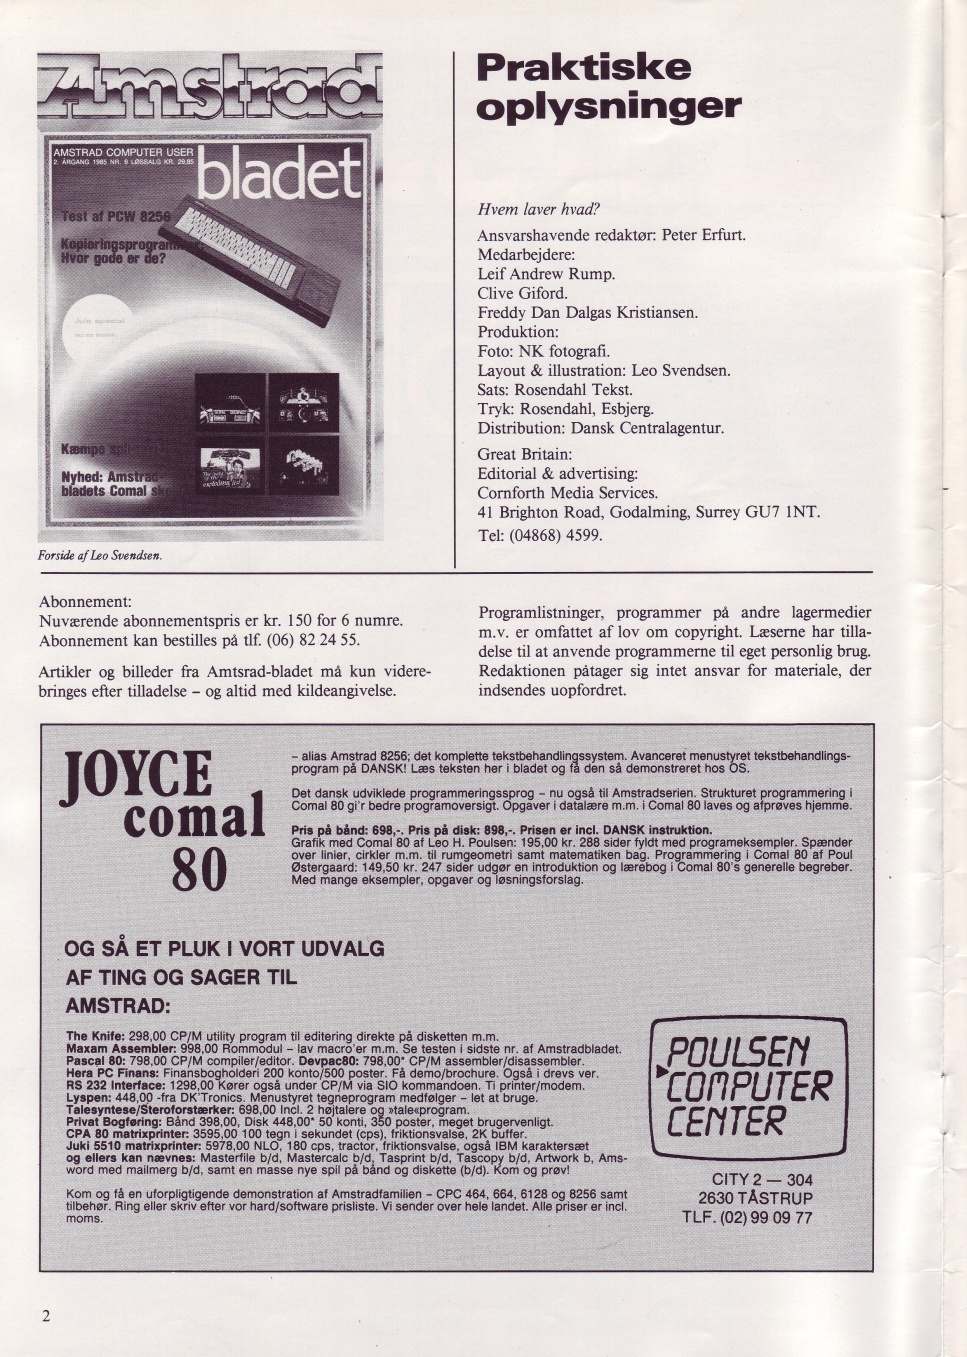 Amstrad
AMSTRAD COMPUTER USER
2. ÅRGANG 1985 NR. 6 LØSSALG KR. 29,85
bladet
Test af PCW 8256
Kopieringsprogrammer:
Hvor gode er de?
Kæmpe
Nyhed: Amstrad-
bladets Comal
Forside af Leo Svendsen.
Praktiske
oplysninger
Hvem laver hvad?
Ansvarshavende redaktør: Peter Erfurt.
Medarbejdere:
Leif Andrew Rump.
Clive Giford.
Freddy Dan Dalgas Kristiansen.
Produktion:
Foto: NK fotografi.
Layout & illustration: Leo Svendsen.
Sats: Rosendahl Tekst.
Tryk: Rosendahl, Esbjerg.
Distribution: Dansk Centralagentur.
Great Britain:
Editorial & advertising:
Cornforth Media Services.
41 Brighton Road, Godalming, Surrey GU7 1NT.
Tel: (04868) 4599.
Abonnement:
Nuværende abonnementspris er kr. 150 for 6 numre.
Abonnement kan bestilles på tlf. (06) 82 24 55.
Artikler og billeder fra Amtsrad-bladet må kun videre-
bringes efter tilladelse – og altid med kildeangivelse.
Programlistninger, programmer på andre lagermedier
m.v. er omfattet af lov om copyright. Læserne har tilla-
delse til at anvende programmerne til eget personlig brug.
Redaktionen påtager sig intet ansvar for materiale, der
indsendes uopfordret.
JOYCE
comal
80
– alias Amstrad 8256; det komplette tekstbehandlingssystem. Avanceret menustyret tekstbehandlings-
program på DANSK! Læs teksten her i bladet og få den så demonstreret hos OS.
Det dansk udviklede programmeringssprog – nu også til Amstradserien. Struktureret programmering i
Comal 80 gi'r bedre programoversigt. Opgaver i datalære m.m. i Comal 80 laves og afprøves hjemme.
Pris på bånd: 698,-. Pris på disk: 898,-. Prisen er incl. DANSK instruktion.
Grafik med Comal 80 af Leo H. Poulsen: 195,00 kr. 288 sider fyldt med programeksempler. Spænder
over linier, cirkler m.m. til rumgeometri samt matematiken bag. Programmering i Comal 80 af Poul
Østergaard: 149,50 kr. 247 sider udgør en introduktion og lærebog i Comal 80's generelle begreber.
Med mange eksempler, opgaver og løsningsforslag.
OG SÅ ET PLUK I VORT UDVALG
AF TING OG SAGER TIL
AMSTRAD:
The Knife: 298,00 CP/M utility program til editering direkte på disketten m.m.
Maxam Assembler: 998,00 Rommodul – lav macro'er m.m. Se testen i sidste nr. af Amstradbladet.
Pascal 80: 798,00 CP/M compiler/editor. Devpac80: 798,00* CP/M assembler/disassembler.
Hera PC Finans: Finansbogholderi 200 konto/500 poster. Få demo/brochure. Også i drevs ver.
RS 232 Interface: 1298,00 Kører også under CP/M via SIO kommandoen. Ti printer/modem.
Lyspen: 448,00 -fra DK'Tronics. Menustyret tegneprogram medfølger – let at bruge.
Talesyntese/Steroforstærker: 698,00 Incl. 2 højtalere og »tale«program.
Privat Bogføring: Bånd 398,00, Disk 448,00* 50 konti, 350 poster, meget brugervenligt.
CPA 80 matrixprinter: 3595,00 100 tegn i sekundet (cps), friktionsvalse, 2K buffer.
Juki 5510 matrixprinter: 5978,00 NLO, 180 cps, tractor, friktionsvalse, også IBM karaktersæt
og ellers kan nævnes: Masterfile b/d, Mastercalc b/d, Tasprint b/d, Tascopy b/d, Artwork b, Ams-
word med mailmerg b/d, samt en masse nye spil på bånd og diskette (b/d). Kom og prøv!
Kom og få en uforpligtigende demonstration af Amstradfamilien – CPC 464, 664, 6128 og 8256 samt
tilbehør. Ring eller skriv efter vor hard/software prisliste. Vi sender over hele landet. Alle priser er incl.
moms.
POULSEN
COMPUTER
CENTER
CITY 2 — 304
2630 TÅSTRUP
TLF. (02) 99 09 77
2